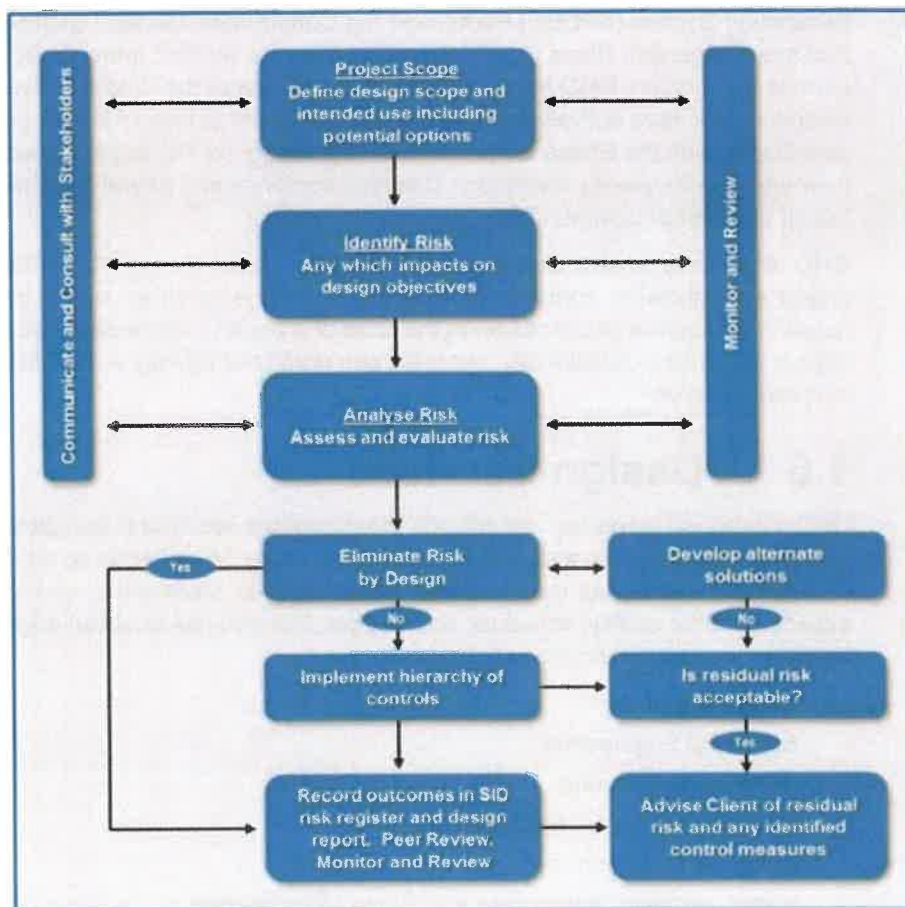 Communicate and Consult with Stakeholders
Project Scope
Define design scope and
intended use including
potential options
Monitor and Review
Identify Risk
Any which impacts on
design objectives
Analyse Risk
Assess and evaluate risk
Yes
Eliminate Risk
by Design
Develop alternate
solutions
No
No
Implement hierarchy of
controls
Is residual risk
acceptable?
Yes
Record outcomes in SID
risk register and design
report. Peer Review,
Monitor and Review
Advise Client of residual
risk and any identified
control measures